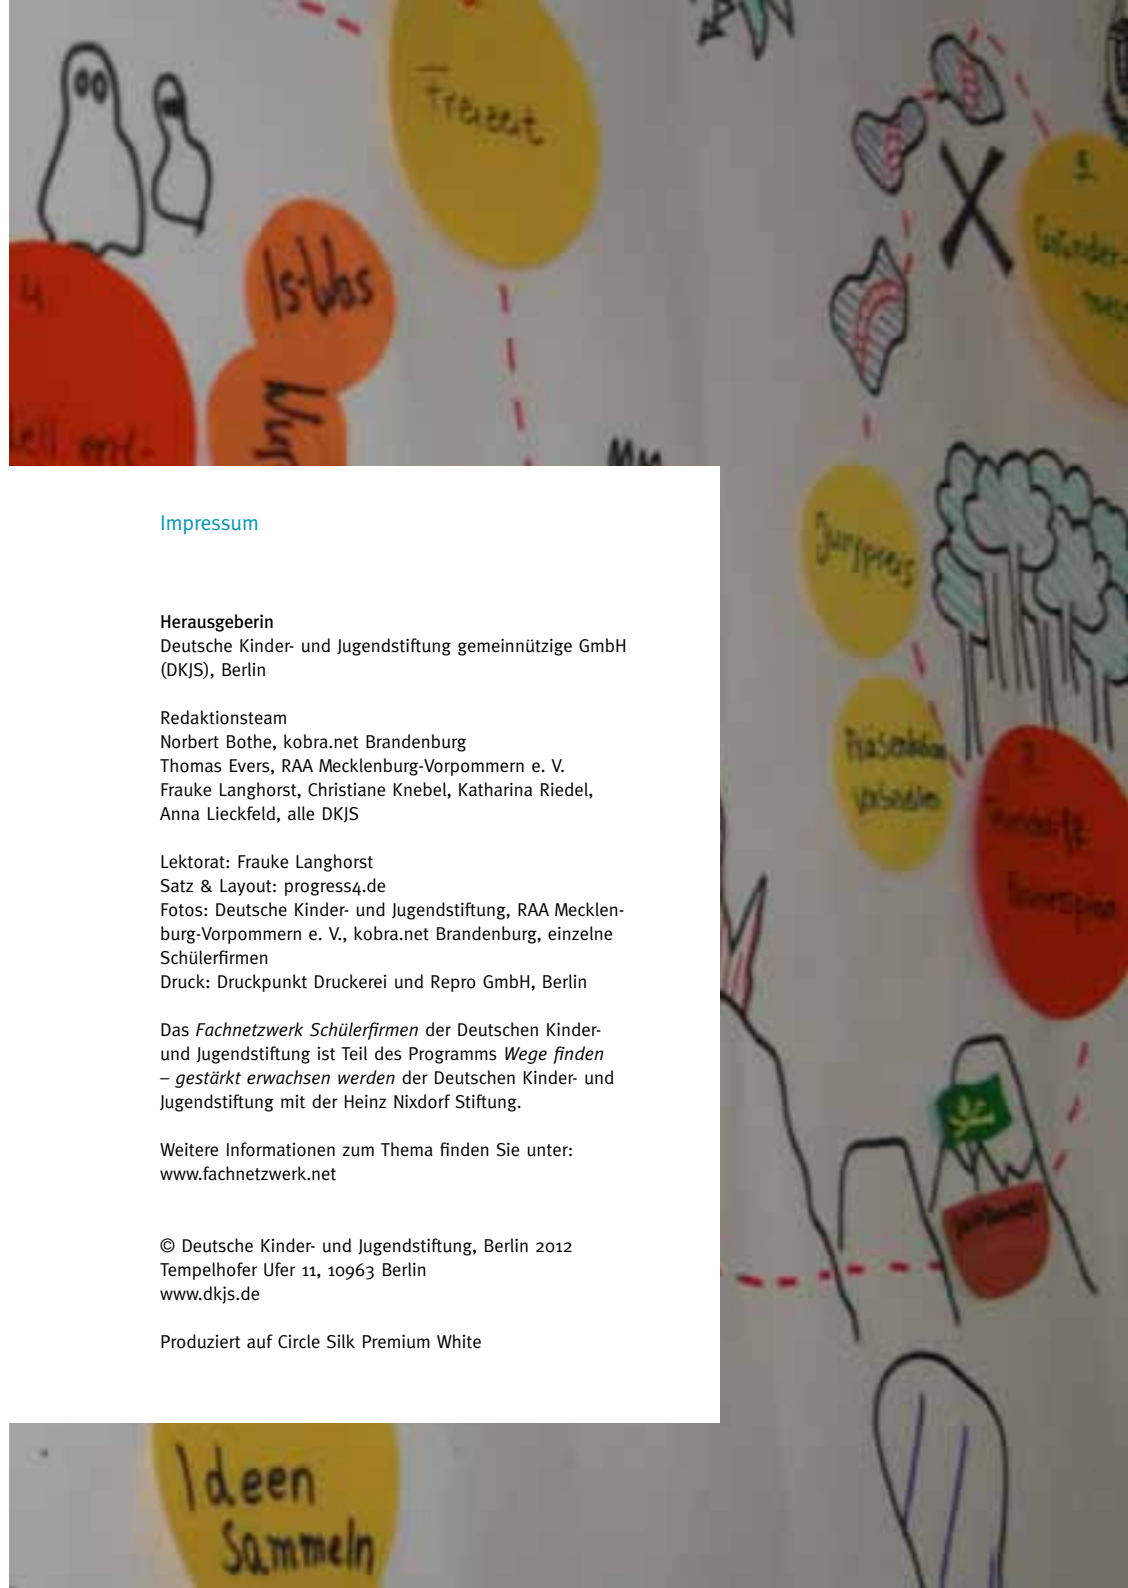 Freizeit
Is-Was
4
5
Jurypreis
Impressum
Herausgeberin
Deutsche Kinder- und Jugendstiftung gemeinnützige GmbH
(DKJS), Berlin
Redaktionsteam
Norbert Bothe, kobra.net Brandenburg
Thomas Evers, RAA Mecklenburg-Vorpommern e. V.
Frauke Langhorst, Christiane Knebel, Katharina Riedel,
Anna Lieckfeld, alle DKJS
Lektorat: Frauke Langhorst
Satz & Layout: progress4.de
Fotos: Deutsche Kinder- und Jugendstiftung, RAA Mecklen-
burg-Vorpommern e. V., kobra.net Brandenburg, einzelne
Schülerfirmen
Druck: Druckpunkt Druckerei und Repro GmbH, Berlin
Das Fachnetzwerk Schülerfirmen der Deutschen Kinder-
und Jugendstiftung ist Teil des Programms Wege finden
– gestärkt erwachsen werden der Deutschen Kinder- und
Jugendstiftung mit der Heinz Nixdorf Stiftung.
Weitere Informationen zum Thema finden Sie unter:
www.fachnetzwerk.net
© Deutsche Kinder- und Jugendstiftung, Berlin 2012
Tempelhofer Ufer 11, 10963 Berlin
www.dkjs.de
Produziert auf Circle Silk Premium White
Ideen
Sammeln